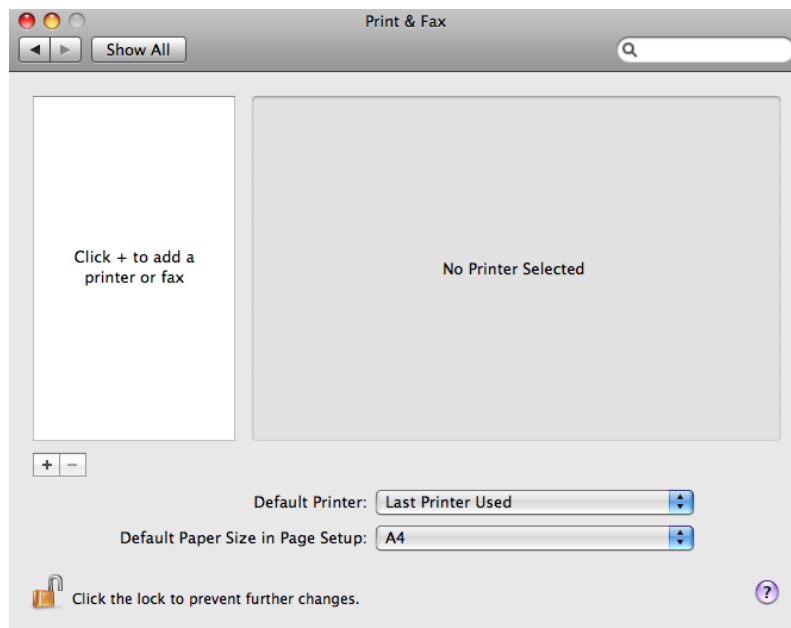 Print & Fax
Show All
Click + to add a
printer or fax
No Printer Selected
+ −
Default Printer: Last Printer Used
Default Paper Size in Page Setup: A4
Click the lock to prevent further changes.
?